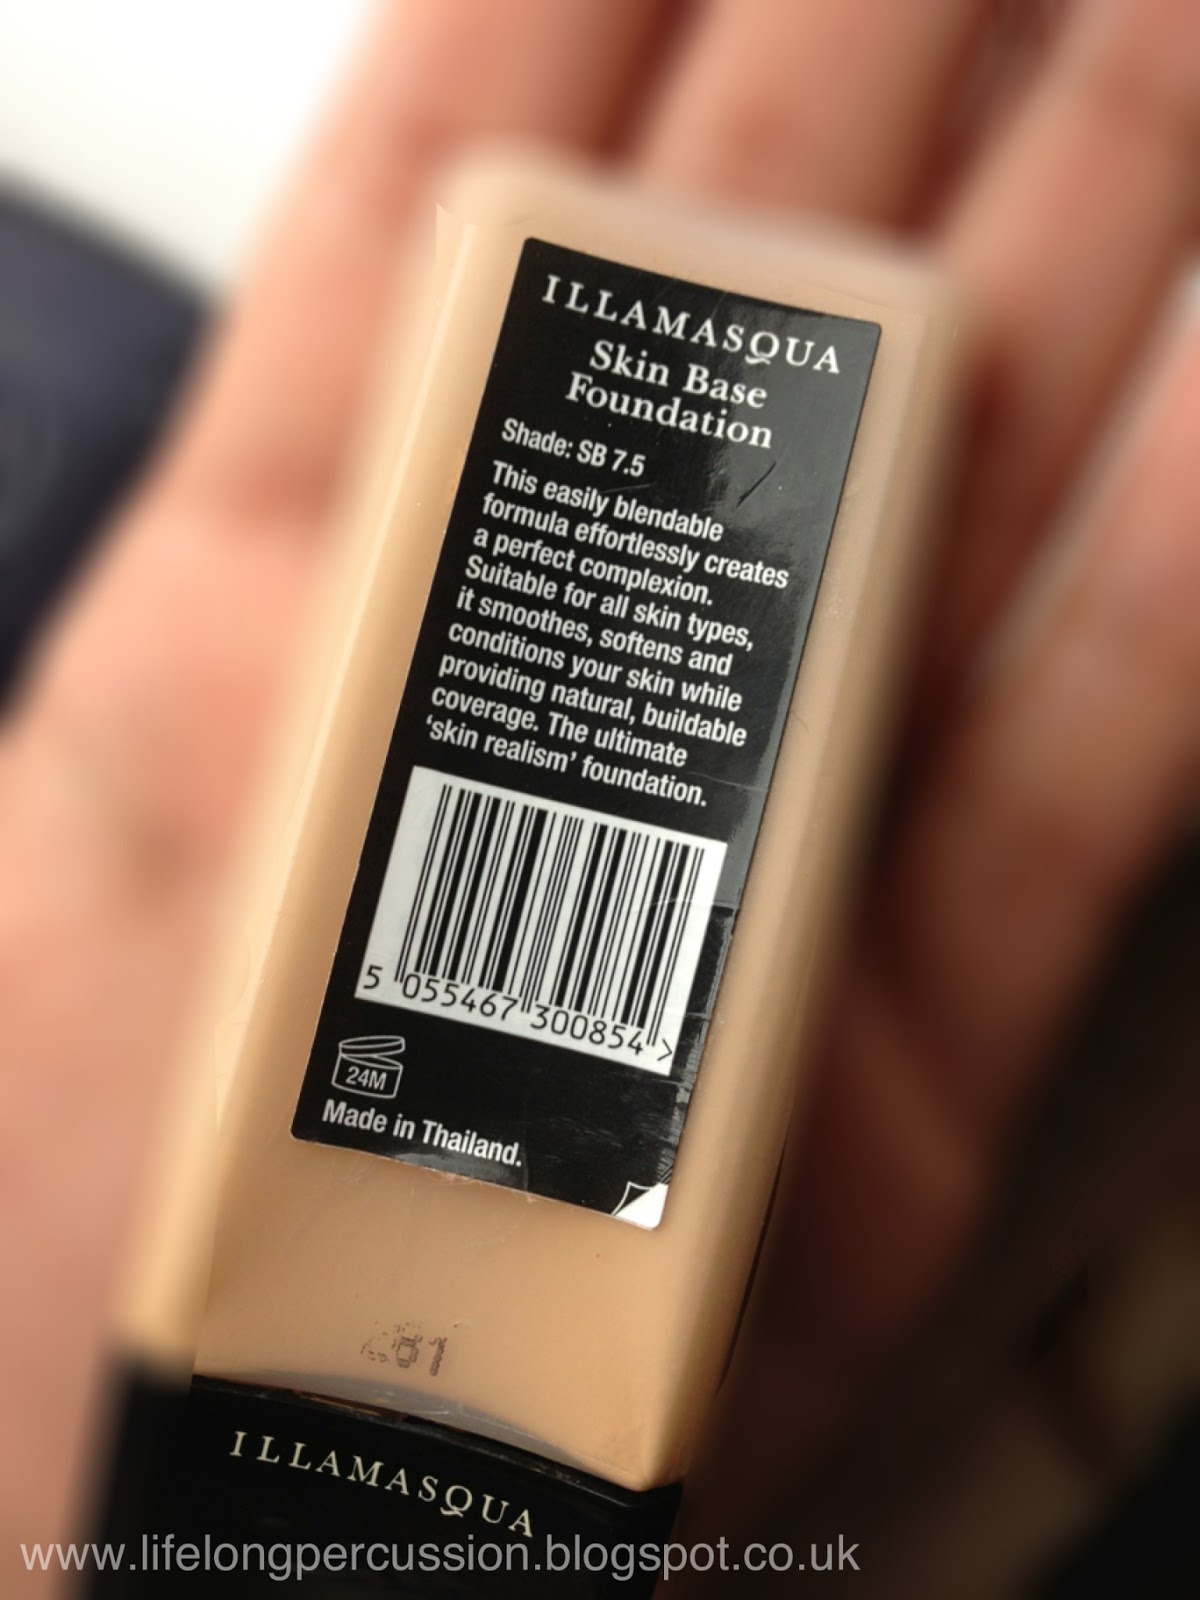 ILLAMASQUA
Skin Base
Foundation
Shade: SB 7.5
This easily blendable
formula effortlessly creates
a perfect complexion.
Suitable for all skin types,
it smoothes, softens and
conditions your skin while
providing natural, buildable
coverage. The ultimate
‘skin realism’ foundation.
5 055467 300854 >
24M
Made in Thailand.
ILLAMASQUA
www.lifelongpercussion.blogspot.co.uk